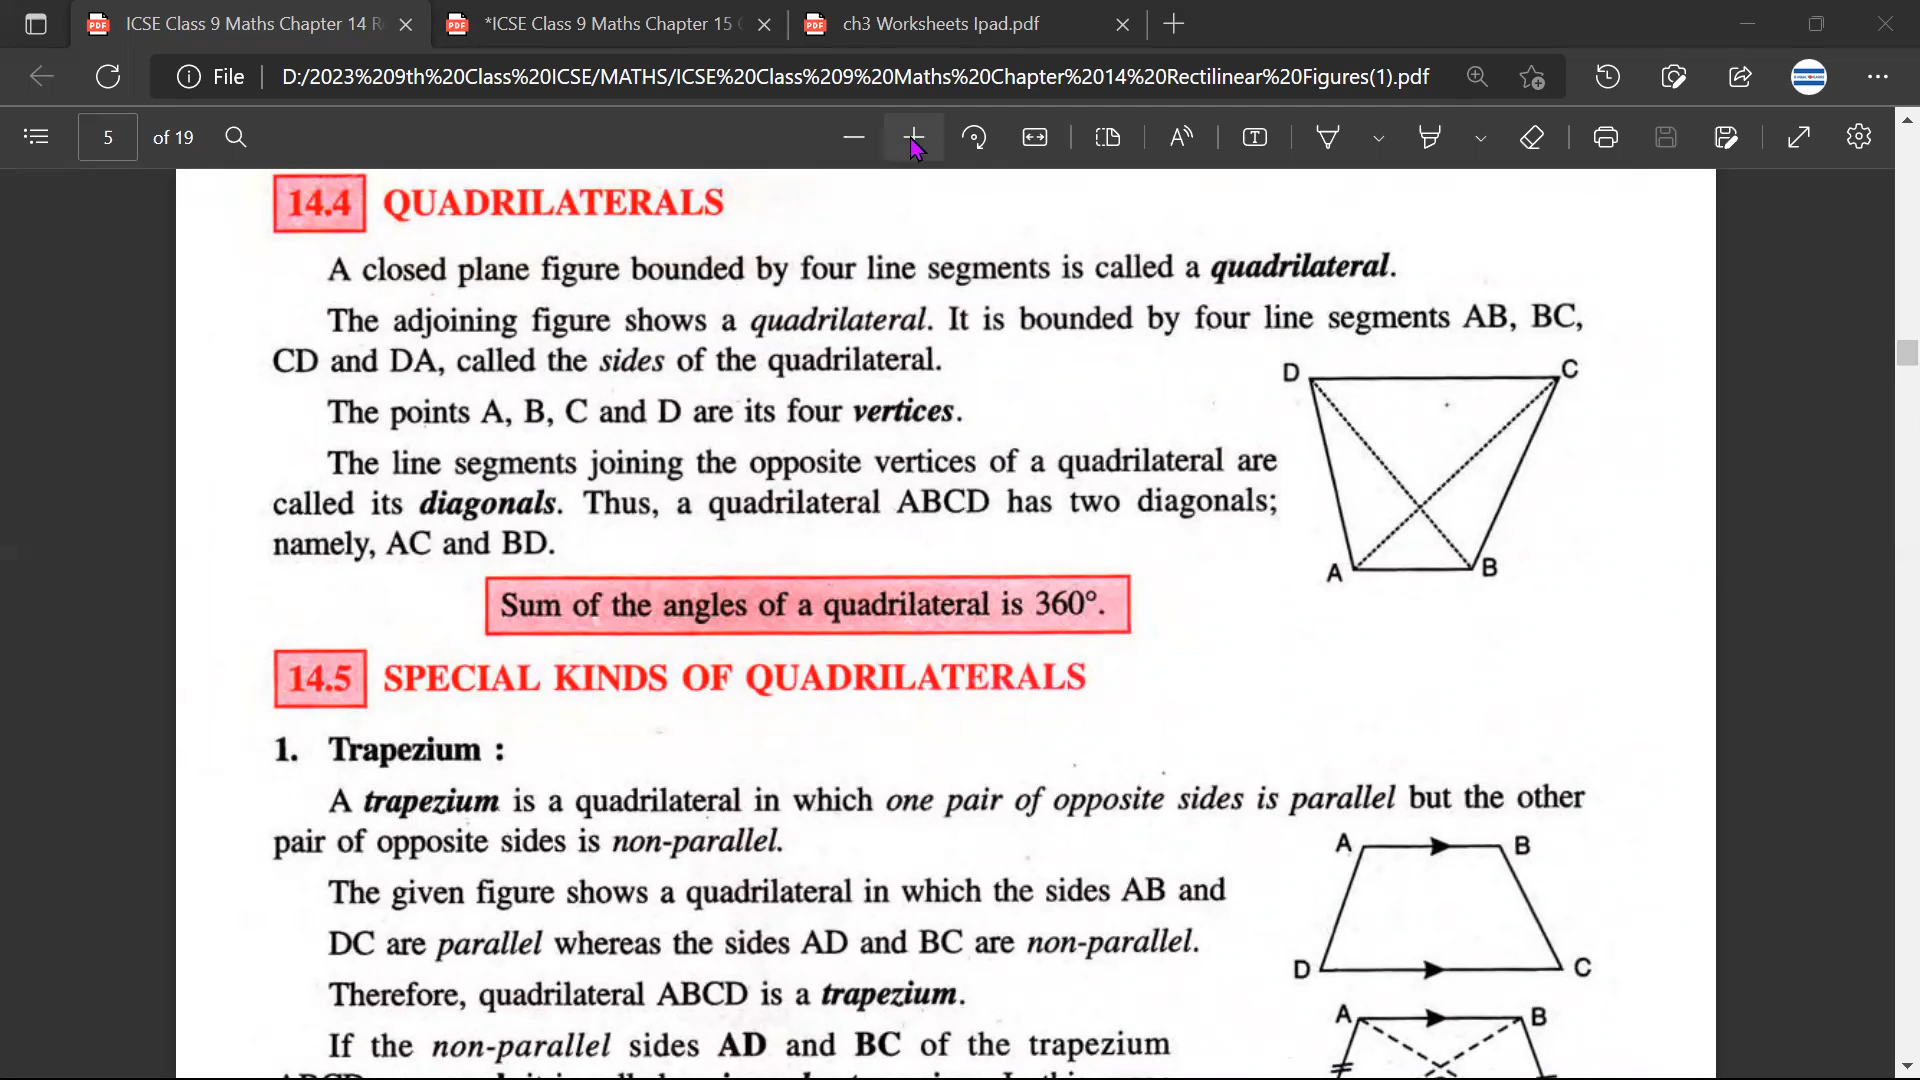 ICSE Class 9 Maths Chapter 14 R
*ICSE Class 9 Maths Chapter 15
ch3 Worksheets Ipad.pdf
File
D:/2023%209th%20Class%20ICSE/MATHS/ICSE%20Class%209%20Maths%20Chapter%2014%20Rectilinear%20Figures(1).pdf
5 of 19
14.4 QUADRILATERALS
A closed plane figure bounded by four line segments is called a quadrilateral.
The adjoining figure shows a quadrilateral. It is bounded by four line segments AB, BC,
CD and DA, called the sides of the quadrilateral.
D C
The points A, B, C and D are its four vertices.
The line segments joining the opposite vertices of a quadrilateral are
called its diagonals. Thus, a quadrilateral ABCD has two diagonals;
namely, AC and BD.
A B
Sum of the angles of a quadrilateral is 360°.
14.5 SPECIAL KINDS OF QUADRILATERALS
1. Trapezium :
A trapezium is a quadrilateral in which one pair of opposite sides is parallel but the other
pair of opposite sides is non-parallel.
A B
The given figure shows a quadrilateral in which the sides AB and
DC are parallel whereas the sides AD and BC are non-parallel.
D C
Therefore, quadrilateral ABCD is a trapezium.
A B
If the non-parallel sides AD and BC of the trapezium